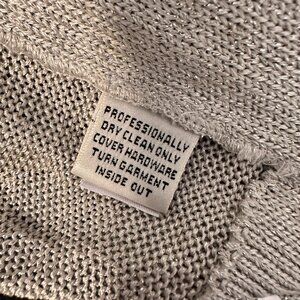 PROFESSIONALLY
DRY CLEAN ONLY
COVER HARDWARE
TURN GARMENT
INSIDE OUT